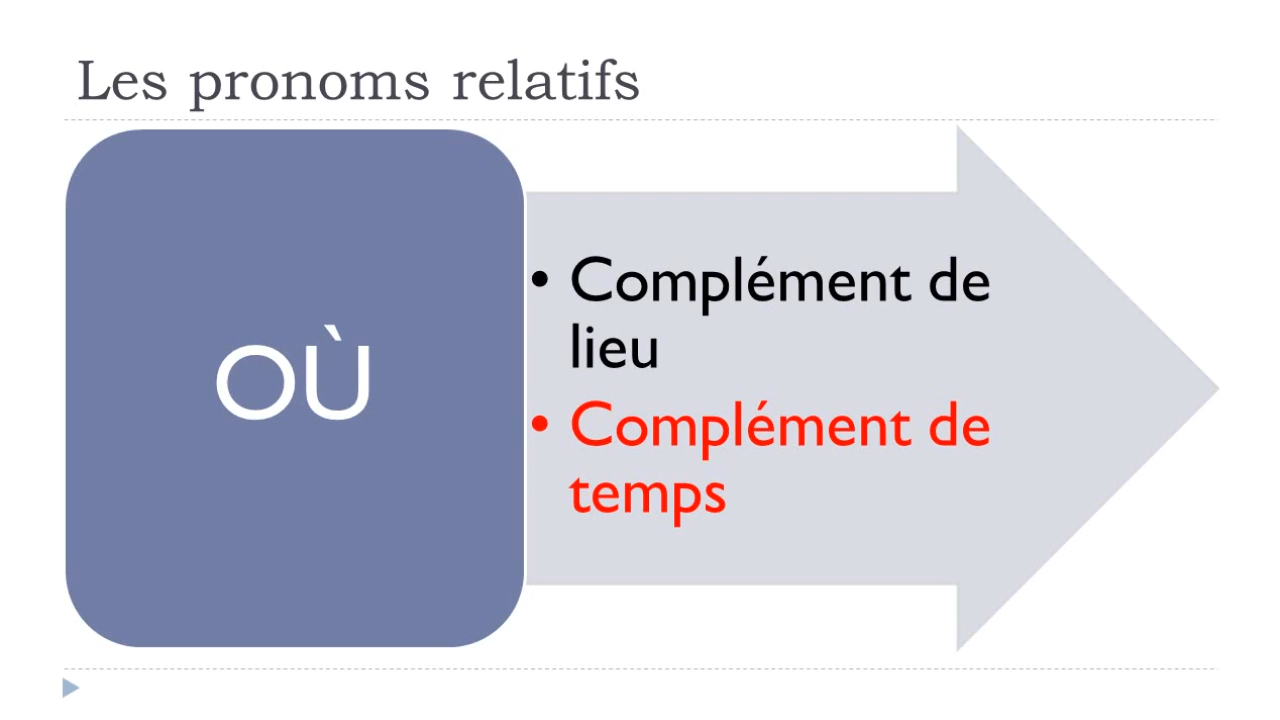 Les pronoms relatifs
OÙ
• Complément de
lieu
• Complément de
temps